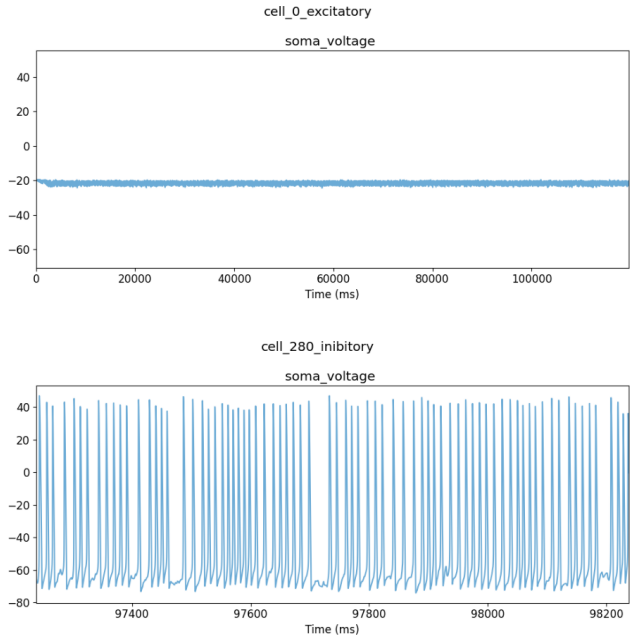 cell_0_excitatory
soma_voltage
40
20
0
−20
−40
−60
0 20000 40000 60000 80000 100000
Time (ms)
cell_280_inibitory
soma_voltage
40
20
0
−20
−40
−60
−80
97400 97600 97800 98000 98200
Time (ms)